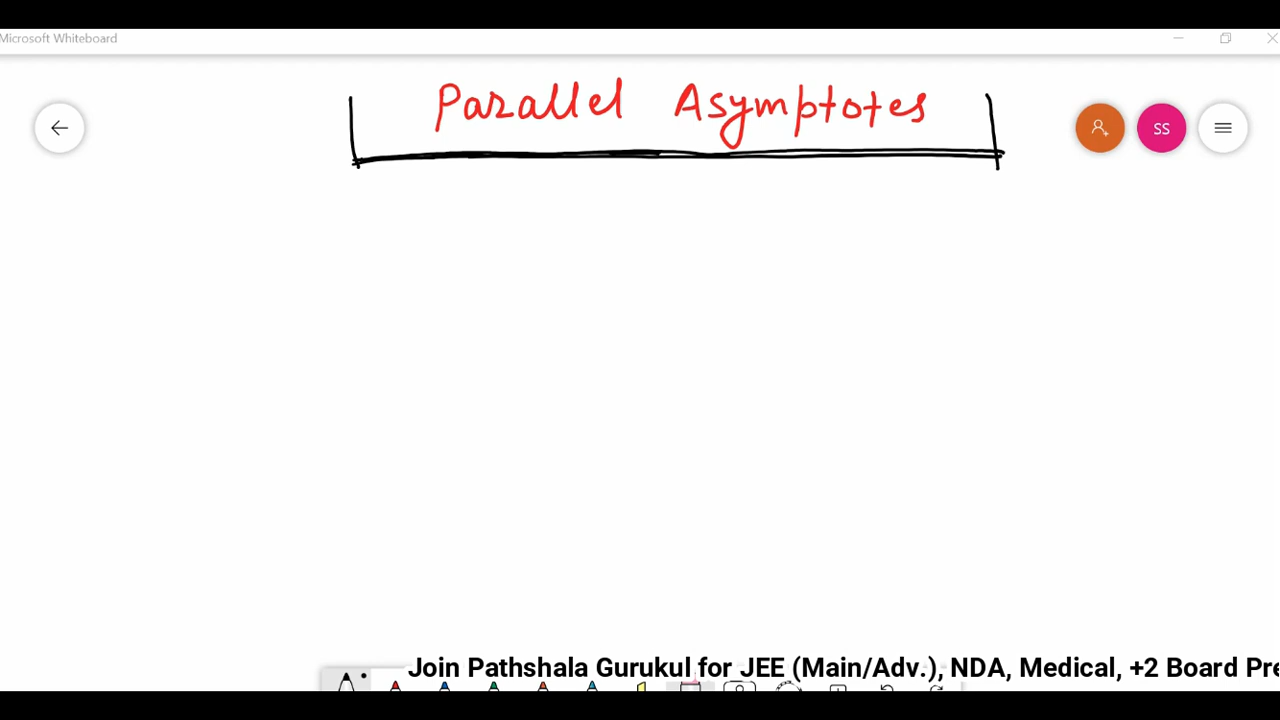 Microsoft Whiteboard
Parallel Asymptotes
SS
Join Pathshala Gurukul for JEE (Main/Adv.), NDA, Medical, +2 Board Pre